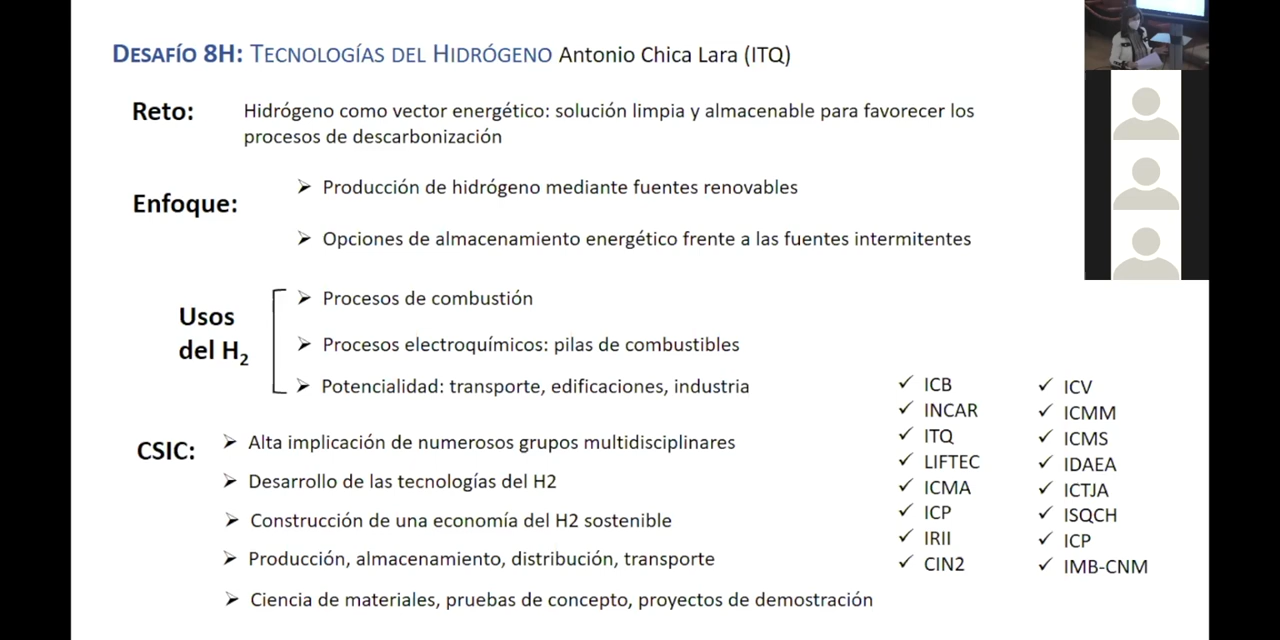 DESAFÍO 8H: TECNOLOGÍAS DEL HIDRÓGENO Antonio Chica Lara (ITQ)
Reto:
Hidrógeno como vector energético: solución limpia y almacenable para favorecer los
procesos de descarbonización
Enfoque:
➢ Producción de hidrógeno mediante fuentes renovables
➢ Opciones de almacenamiento energético frente a las fuentes intermitentes
Usos
del H₂
➢ Procesos de combustión
➢ Procesos electroquímicos: pilas de combustibles
➢ Potencialidad: transporte, edificaciones, industria
CSIC:
➢ Alta implicación de numerosos grupos multidisciplinares
➢ Desarrollo de las tecnologías del H2
➢ Construcción de una economía del H2 sostenible
➢ Producción, almacenamiento, distribución, transporte
➢ Ciencia de materiales, pruebas de concepto, proyectos de demostración
✓ ICB
✓ INCAR
✓ ITQ
✓ LIFTEC
✓ ICMA
✓ ICP
✓ IRII
✓ CIN2
✓ ICV
✓ ICMM
✓ ICMS
✓ IDAEA
✓ ICTJA
✓ ISQCH
✓ ICP
✓ IMB-CNM